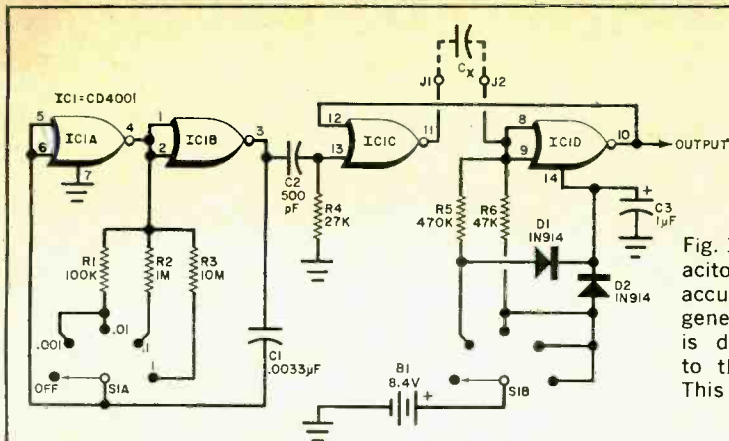 IC1=CD4001
5
6
IC1A
4
7
1
2
IC1B
3
C2
500
pF
R4
27K
12
13
IC1C
11
J1
Cx
J2
8
9
IC1D
10
OUTPUT
14
C3
1µF
R5
470K
R6
47K
D1
IN914
D2
IN914
R1
100K
R2
1M
R3
10M
.001
.01
.1
1
OFF
S1A
C1
.0033µF
B1
8.4V
S1B
Fig. 
acito
accu
gene
is d
to th
This